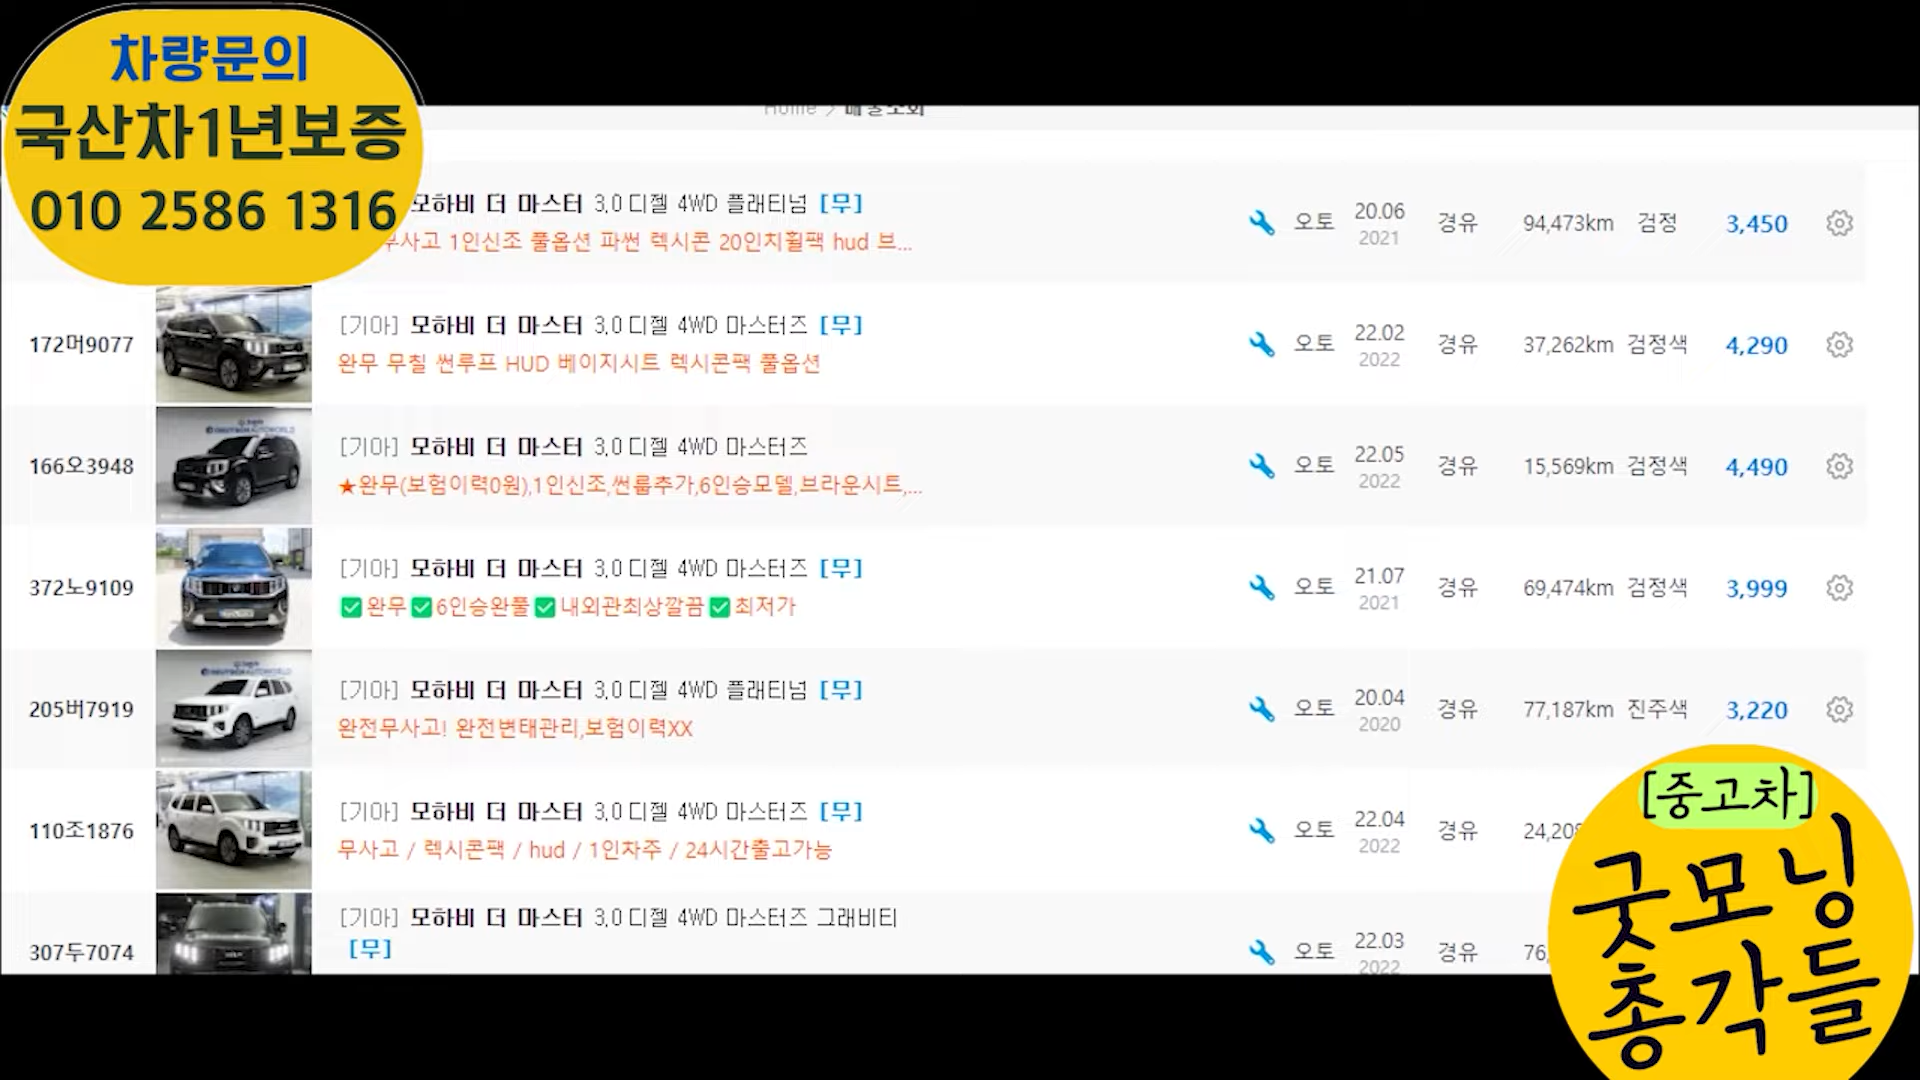 차량문의
국산차1년보증
010 2586 1316
Home > 매물조회
모하비 더 마스터 3.0 디젤 4WD 플래티넘 [무]
무사고 1인신조 풀옵션 파썬 렉시콘 20인치휠팩 hud 브...
오토 20.06 2021 경유 94,473km 검정 3,450
172머9077
[기아] 모하비 더 마스터 3.0 디젤 4WD 마스터즈 [무]
완무 무칠 썬루프 HUD 베이지시트 렉시콘팩 풀옵션
오토 22.02 2022 경유 37,262km 검정색 4,290
166오3948
[기아] 모하비 더 마스터 3.0 디젤 4WD 마스터즈
★완무(보험이력0원),1인신조,썬룹추가,6인승모델,브라운시트,...
오토 22.05 2022 경유 15,569km 검정색 4,490
372노9109
[기아] 모하비 더 마스터 3.0 디젤 4WD 마스터즈 [무]
✅완무✅6인승완풀✅내외관최상깔끔✅최저가
오토 21.07 2021 경유 69,474km 검정색 3,999
205버7919
[기아] 모하비 더 마스터 3.0 디젤 4WD 플래티넘 [무]
완전무사고! 완전변태관리,보험이력XX
오토 20.04 2020 경유 77,187km 진주색 3,220
110조1876
[기아] 모하비 더 마스터 3.0 디젤 4WD 마스터즈 [무]
무사고 / 렉시콘팩 / hud / 1인차주 / 24시간출고가능
오토 22.04 2022 경유 24,208
307두7074
[기아] 모하비 더 마스터 3.0 디젤 4WD 마스터즈 그래비티
[무]
오토 22.03 2022 경유 76,
[중고차]
굿모닝
총각들